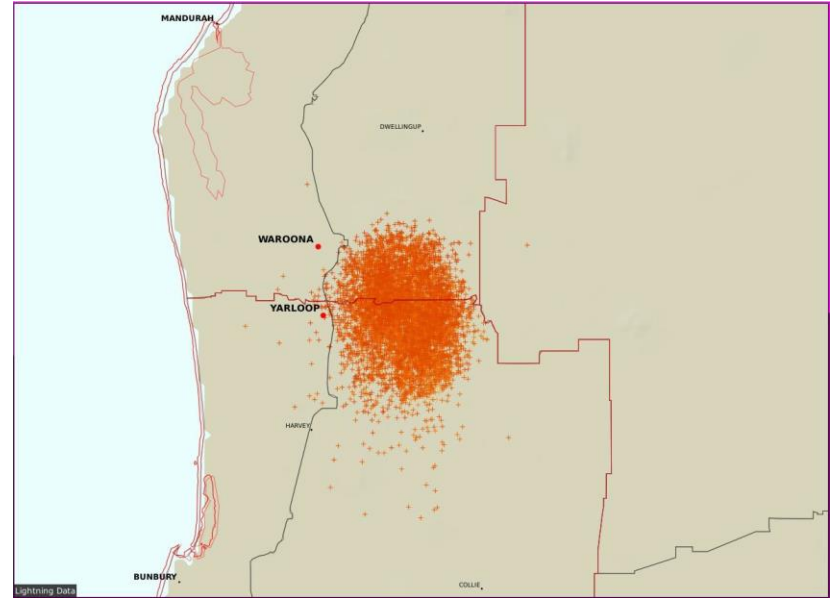 MANDURAH
DWELLINGUP
WAROONA
YARLOOP
HARVEY
BUNBURY
COLLIE
Lightning Data